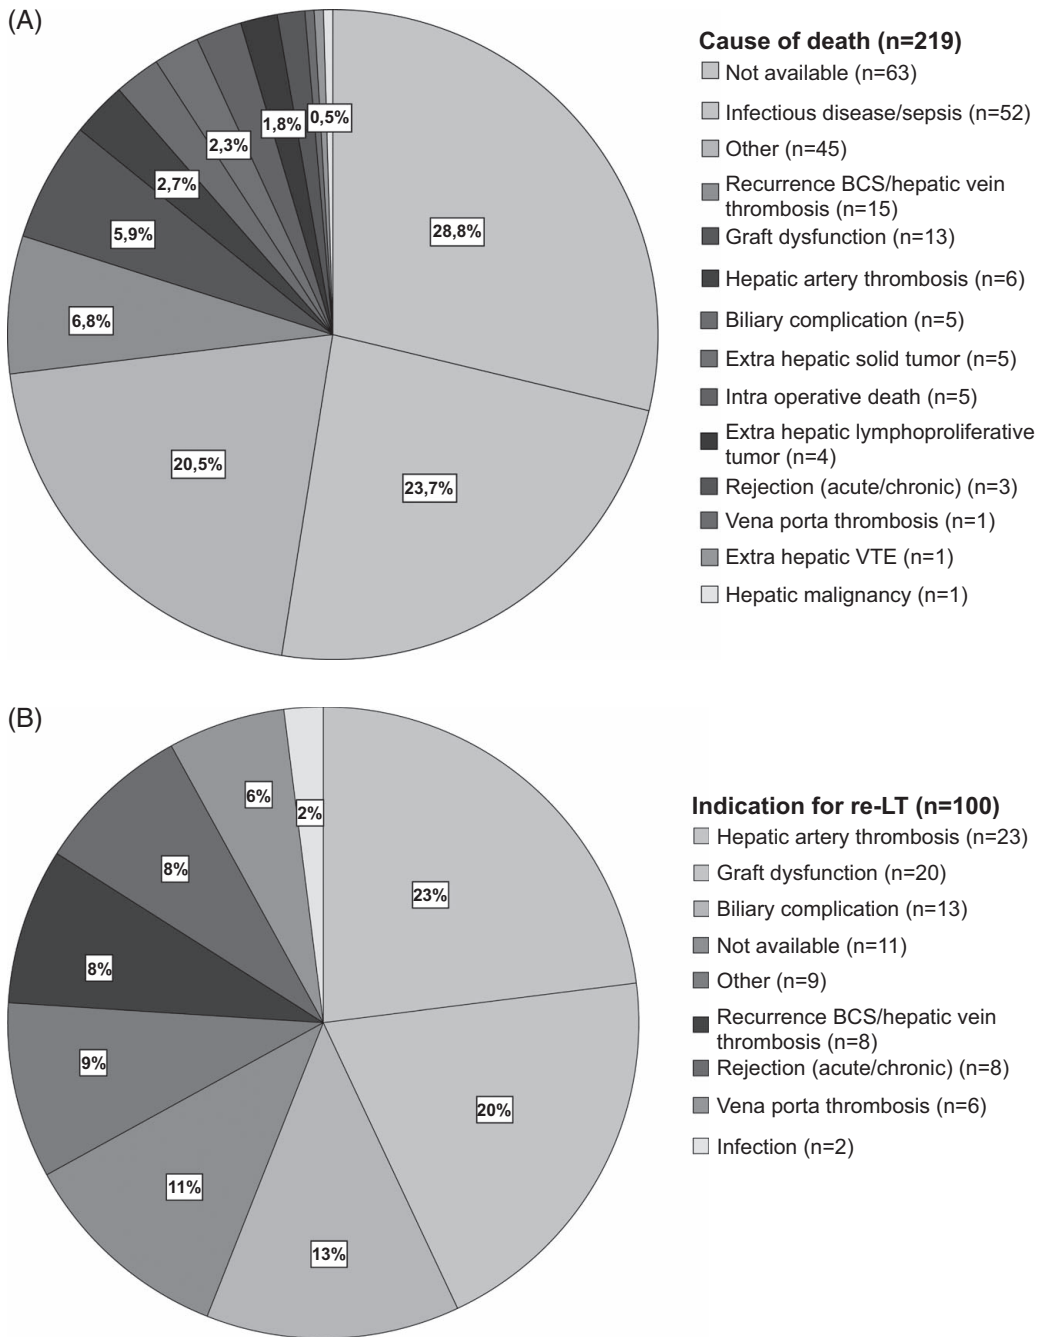 (A)
Cause of death (n=219)
Not available (n=63)
Infectious disease/sepsis (n=52)
Other (n=45)
Recurrence BCS/hepatic vein
thrombosis (n=15)
Graft dysfunction (n=13)
Hepatic artery thrombosis (n=6)
Biliary complication (n=5)
Extra hepatic solid tumor (n=5)
Intra operative death (n=5)
Extra hepatic lymphoproliferative
tumor (n=4)
Rejection (acute/chronic) (n=3)
Vena porta thrombosis (n=1)
Extra hepatic VTE (n=1)
Hepatic malignancy (n=1)
28,8%
23,7%
20,5%
6,8%
5,9%
2,7%
2,3%
1,8%
0,5%
(B)
Indication for re-LT (n=100)
Hepatic artery thrombosis (n=23)
Graft dysfunction (n=20)
Biliary complication (n=13)
Not available (n=11)
Other (n=9)
Recurrence BCS/hepatic vein
thrombosis (n=8)
Rejection (acute/chronic) (n=8)
Vena porta thrombosis (n=6)
Infection (n=2)
23%
20%
13%
11%
9%
8%
8%
6%
2%